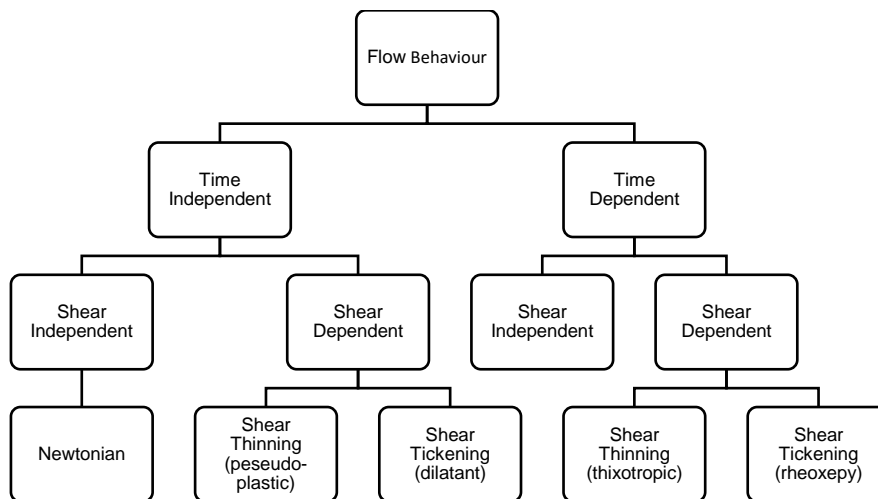 Flow Behaviour
Time
Independent
Time
Dependent
Shear
Independent
Shear
Dependent
Shear
Independent
Shear
Dependent
Newtonian
Shear
Thinning
(peseudo-
plastic)
Shear
Tickening
(dilatant)
Shear
Thinning
(thixotropic)
Shear
Tickening
(rheoxepy)